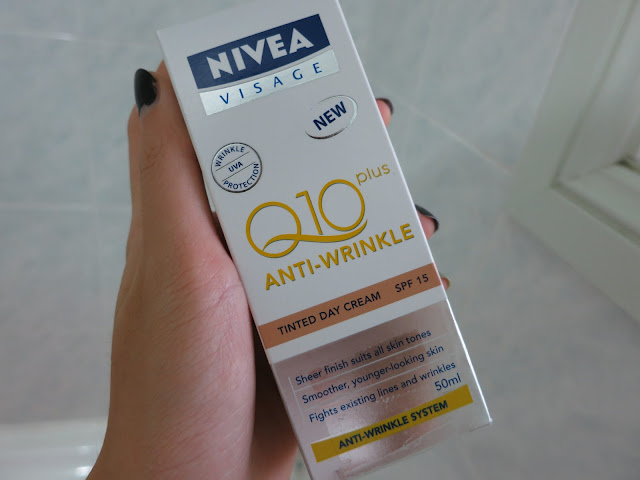 NIVEA
VISAGE
NEW
WRINKLE
UVA
PROTECTION
Q10 plus
ANTI-WRINKLE
TINTED DAY CREAM SPF 15
Sheer finish suits all skin tones
Smoother, younger-looking skin
Fights existing lines and wrinkles
50ml
ANTI-WRINKLE SYSTEM